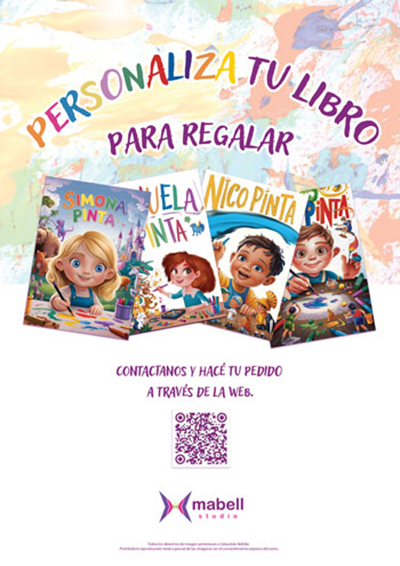 PERSONALIZA TU LIBRO
PARA REGALAR
SIMONA
PINTA
UELA
INTA
NICO PINTA
PINTA
CONTACTANOS Y HACÉ TU PEDIDO
A TRAVÉS DE LA WEB.
mabell
studio